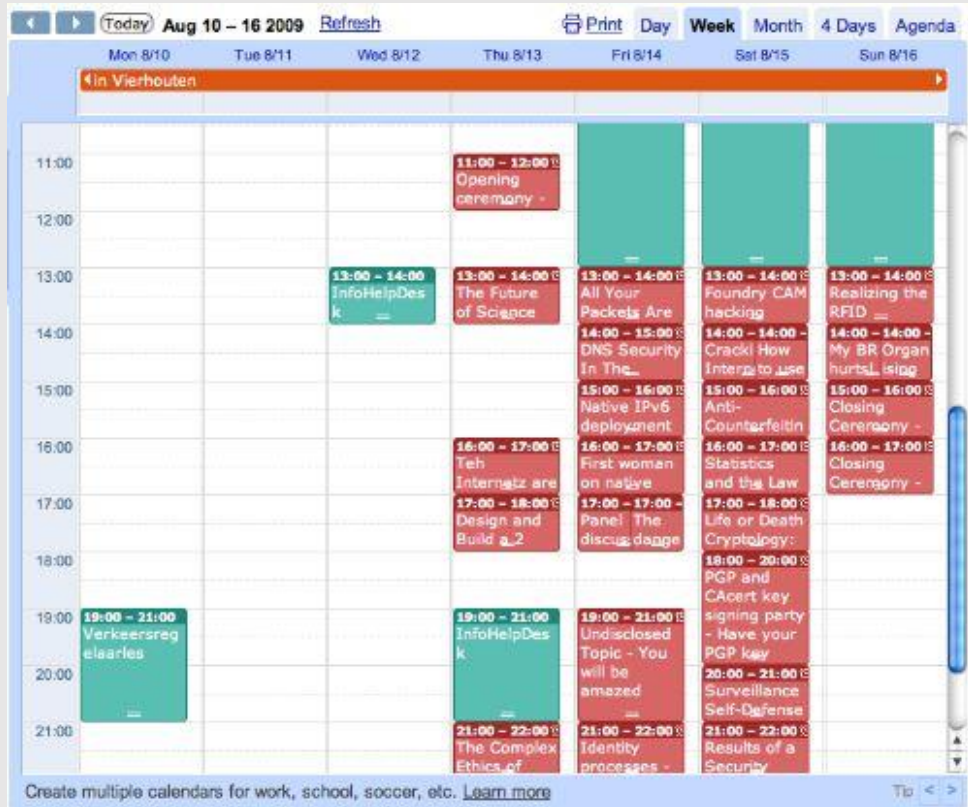 Today Aug 10 – 16 2009 Refresh Print Day Week Month 4 Days Agenda
Mon 8/10 Tue 8/11 Wed 8/12 Thu 8/13 Fri 8/14 Sat 8/15 Sun 8/16
In Vierhouten
11:00
12:00
13:00
14:00
15:00
16:00
17:00
18:00
19:00
20:00
21:00
19:00 – 21:00
Verkeersreg
elaarles
13:00 – 14:00
InfoHelpDes
k
11:00 – 12:00
Opening
ceremony -
13:00 – 14:00
The Future
of Science
16:00 – 17:00
Teh
Internetz are
17:00 – 18:00
Design and
Build a 2
19:00 – 21:00
InfoHelpDes
k
21:00 – 22:00
The Complex
Ethics of
13:00 – 14:00
All Your
Packets Are
14:00 – 15:00
DNS Security
In The
15:00 – 16:00
Native IPv6
deployment
16:00 – 17:00
First woman
on native
17:00 – 17:00 –
Panel The
discus dange
19:00 – 21:00
Undisclosed
Topic - You
will be
amazed
21:00 – 22:00
Identity
processes -
13:00 – 14:00
Foundry CAM
hacking
14:00 – 14:00 –
Cracki How
Intern to use
15:00 – 16:00
Anti-
Counterfeitin
16:00 – 17:00
Statistics
and the Law
17:00 – 18:00
Life or Death
Cryptology:
18:00 – 20:00
PGP and
CAcert key
signing party
- Have your
PGP key
20:00 – 21:00
Surveillance
Self-Defense
21:00 – 22:00
Results of a
Security
13:00 – 14:00
Realizing the
RFID
14:00 – 14:00 –
My BR Organ
hurts ising
15:00 – 16:00
Closing
Ceremony -
16:00 – 17:00
Closing
Ceremony -
Create multiple calendars for work, school, soccer, etc. Learn more Tip < >